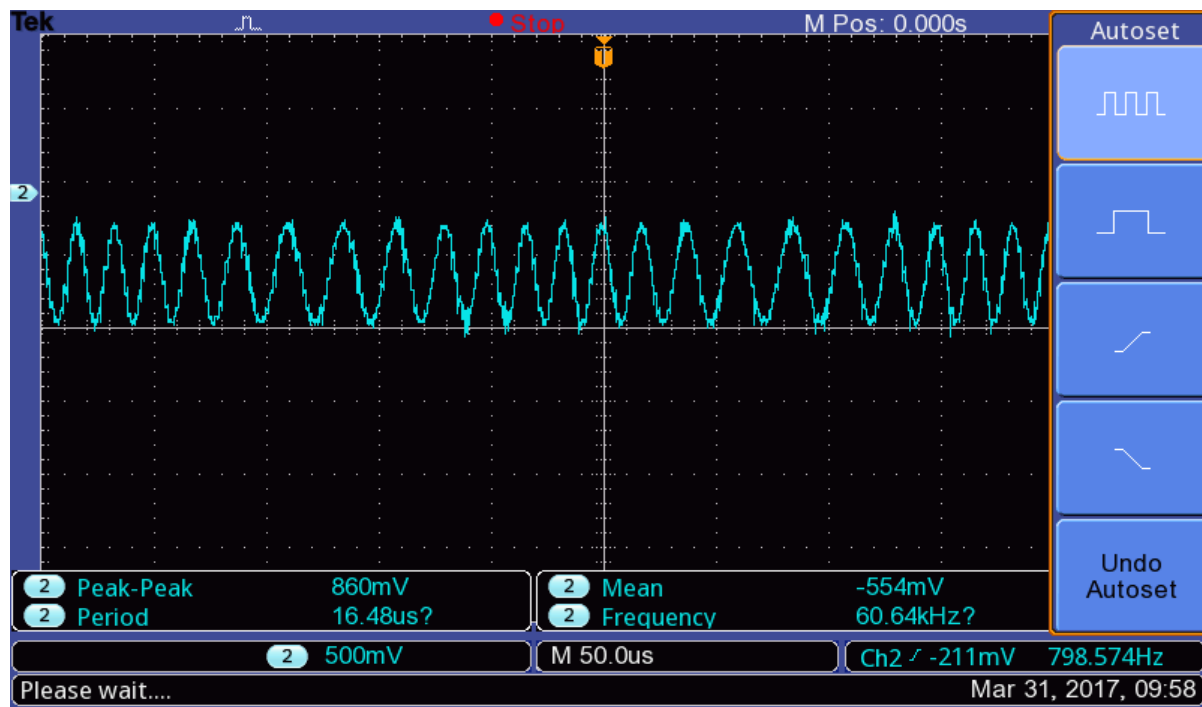 Tek Stop M Pos: 0.000s
Autoset
T
2
2 Peak-Peak 860mV 2 Mean -554mV
2 Period 16.48us? 2 Frequency 60.64kHz?
Undo
Autoset
2 500mV M 50.0us Ch2 -211mV 798.574Hz
Please wait.... Mar 31, 2017, 09:58